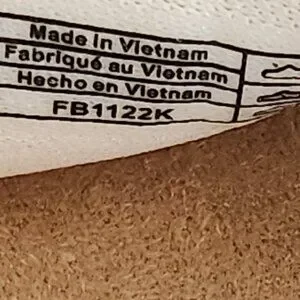 Made in Vietnam
Fabriqué au Vietnam
Hecho en Vietnam
FB1122K